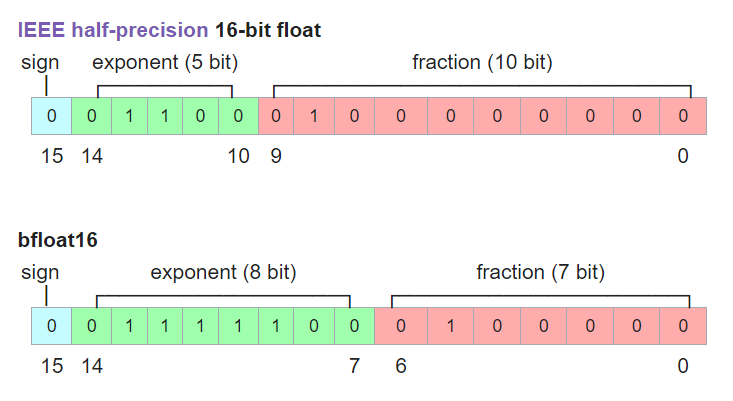 IEEE half-precision 16-bit float
sign exponent (5 bit) fraction (10 bit)
0 0 1 1 0 0 0 1 0 0 0 0 0 0 0 0
15 14 10 9 0
bfloat16
sign exponent (8 bit) fraction (7 bit)
0 0 1 1 1 1 1 0 0 0 1 0 0 0 0 0
15 14 7 6 0